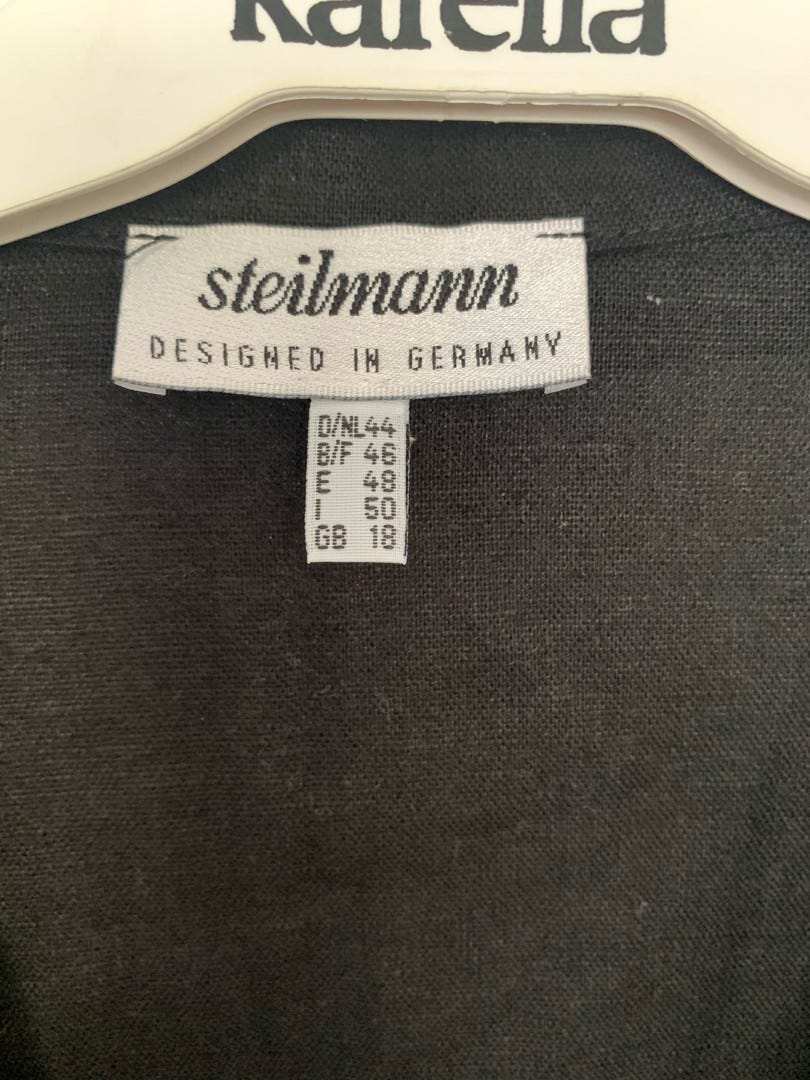 Karella
steilmann
DESIGNED IN GERMANY
D/NL44
B/F 46
E 48
I 50
GB 18